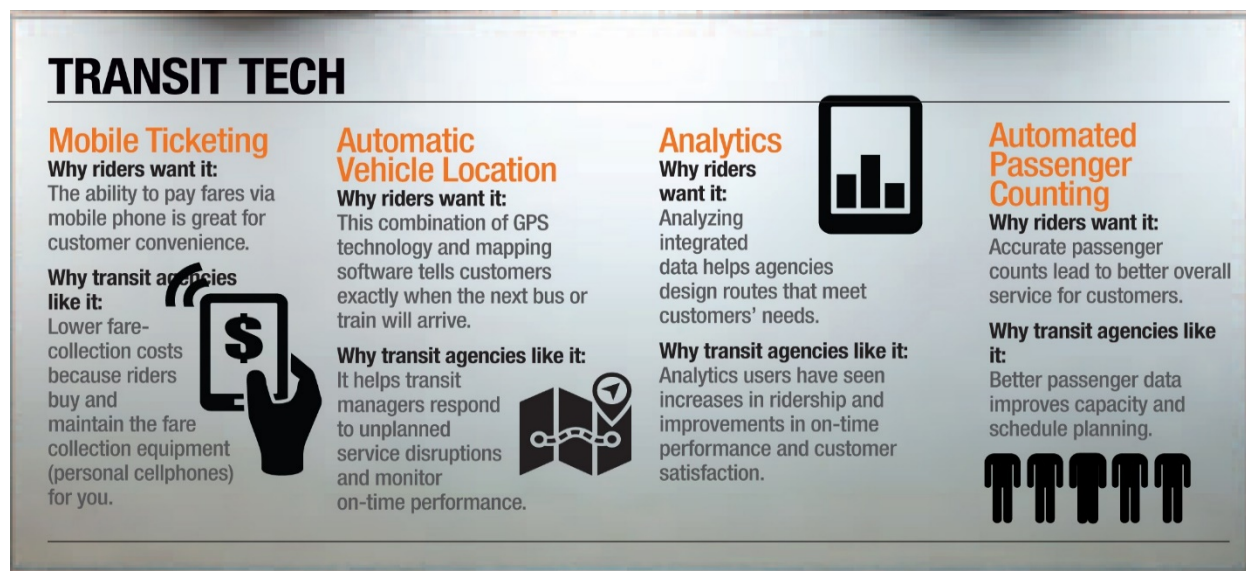 TRANSIT TECH
Mobile Ticketing
Why riders want it:
The ability to pay fares via
mobile phone is great for
customer convenience.
Why transit agencies
like it:
Lower fare-
collection costs
because riders
buy and
maintain the fare
collection equipment
(personal cellphones)
for you.
$
Automatic
Vehicle Location
Why riders want it:
This combination of GPS
technology and mapping
software tells customers
exactly when the next bus or
train will arrive.
Why transit agencies like it:
It helps transit
managers respond
to unplanned
service disruptions
and monitor
on-time performance.
Analytics
Why riders
want it:
Analyzing
integrated
data helps agencies
design routes that meet
customers' needs.
Why transit agencies like it:
Analytics users have seen
increases in ridership and
improvements in on-time
performance and customer
satisfaction.
Automated
Passenger
Counting
Why riders want it:
Accurate passenger
counts lead to better overall
service for customers.
Why transit agencies like
it:
Better passenger data
improves capacity and
schedule planning.